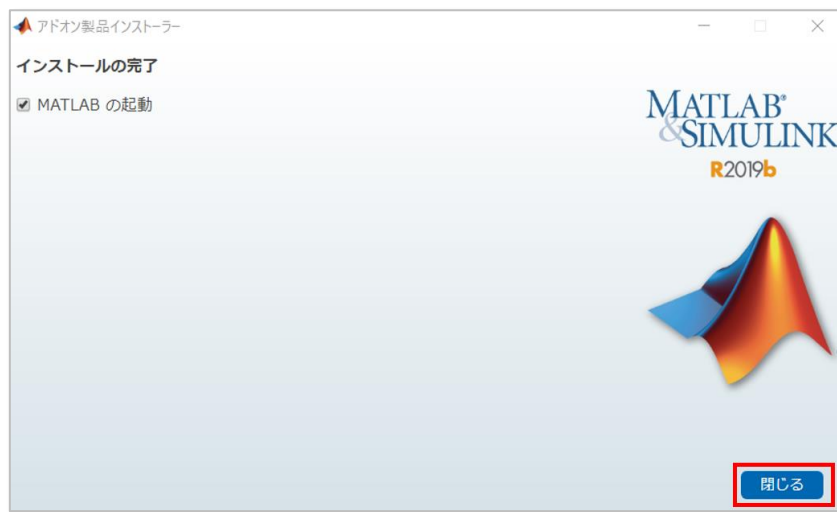 アドオン製品インストーラー
インストールの完了
MATLAB の起動
MATLAB®
&SIMULINK
R2019b
閉じる